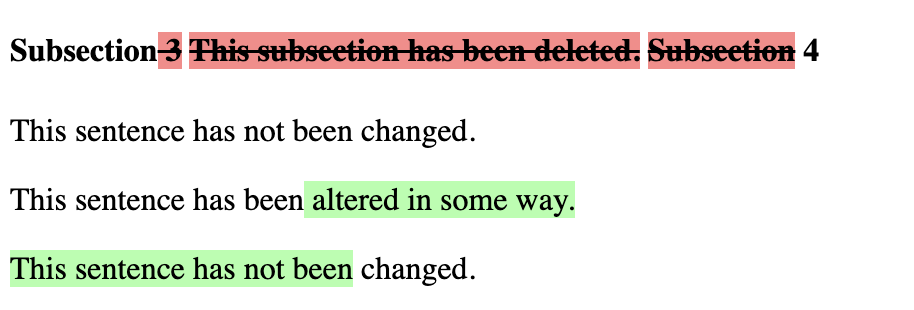 Subsection 3 This subsection has been deleted. Subsection 4
This sentence has not been changed.
This sentence has been altered in some way.
This sentence has not been changed.